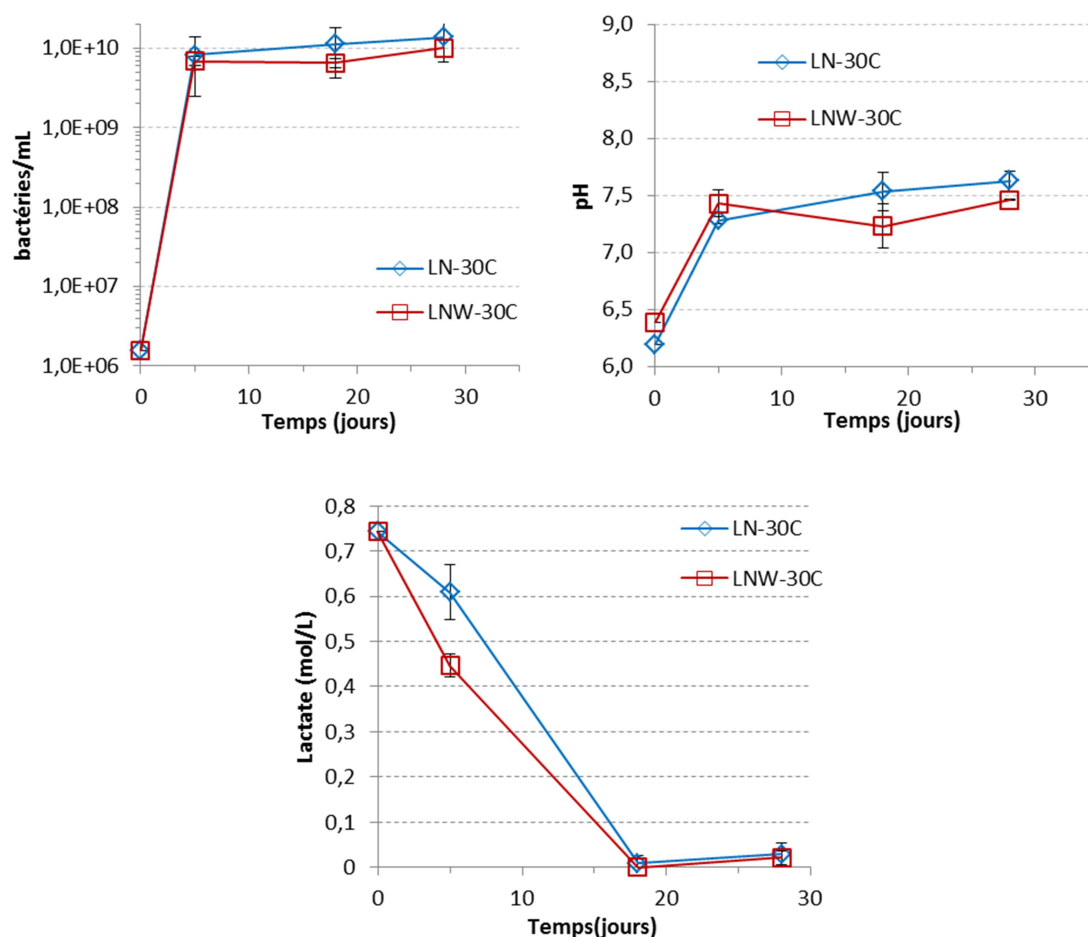 bactéries/mL
1,0E+10
1,0E+09
1,0E+08
1,0E+07
1,0E+06
LN-30C
LNW-30C
0 10 20 30
Temps (jours)
pH
9,0
8,5
8,0
7,5
7,0
6,5
6,0
LN-30C
LNW-30C
0 10 20 30
Temps (jours)
Lactate (mol/L)
0,8
0,7
0,6
0,5
0,4
0,3
0,2
0,1
0
LN-30C
LNW-30C
0 10 20 30
Temps(jours)